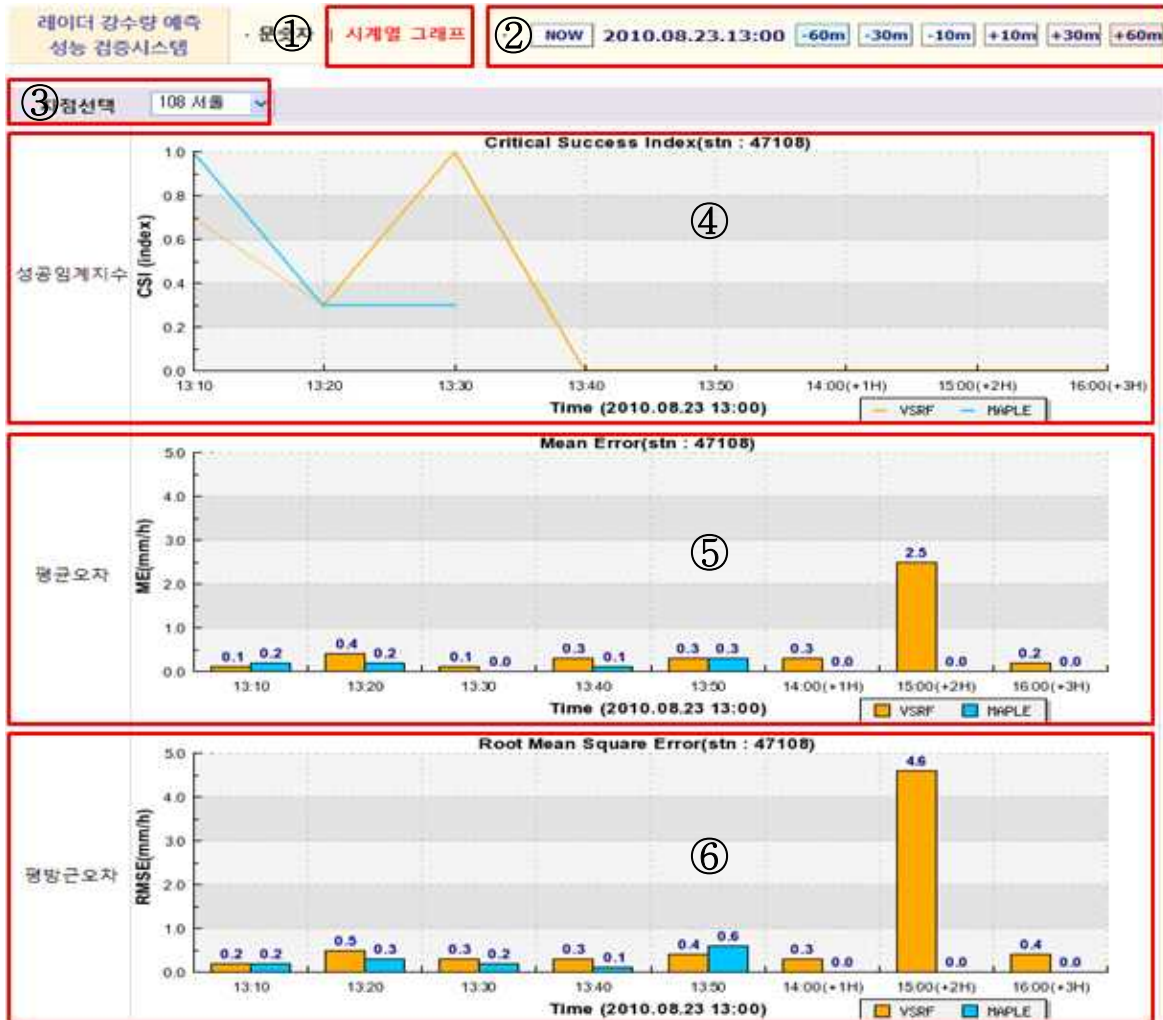 레이더 강수량 예측
성능 검증시스템
· 문숫자 | 시계열 그래프
①
② NOW 2010.08.23.13:00 -60m -30m -10m +10m +30m +60m
③ 지점선택 108 서울
Critical Success Index(stn : 47108)
성공임계지수
CSI (index)
1.0
0.8
0.6
0.4
0.2
0.0
④
13:10 13:20 13:30 13:40 13:50 14:00(+1H) 15:00(+2H) 16:00(+3H)
Time (2010.08.23 13:00)
VSRF MAPLE
Mean Error(stn : 47108)
평균오차
ME(mm/h)
5.0
4.0
3.0
2.0
1.0
0.0
⑤
0.1 0.2 0.4 0.2 0.1 0.0 0.3 0.1 0.3 0.3 0.3 0.0 2.5 0.0 0.2 0.0
13:10 13:20 13:30 13:40 13:50 14:00(+1H) 15:00(+2H) 16:00(+3H)
Time (2010.08.23 13:00)
VSRF MAPLE
Root Mean Square Error(stn : 47108)
평방근오차
RMSE(mm/h)
5.0
4.0
3.0
2.0
1.0
0.0
⑥
0.2 0.2 0.5 0.3 0.3 0.2 0.3 0.1 0.4 0.6 0.3 0.0 4.6 0.0 0.4 0.0
13:10 13:20 13:30 13:40 13:50 14:00(+1H) 15:00(+2H) 16:00(+3H)
Time (2010.08.23 13:00)
VSRF MAPLE